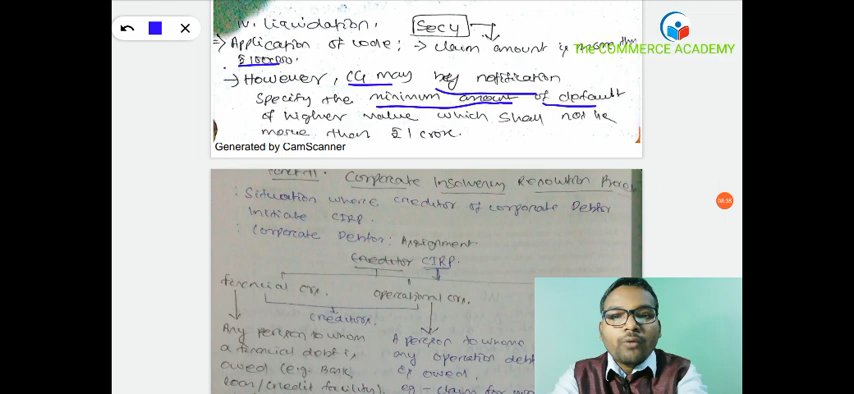 iv. Liquidation. Sec 4
⇒ Application of code: → claim amount is more than
₹ 100000.
The COMMERCE ACADEMY
→ However, CG may by notification
Specify the minimum amount of default
of higher value which shall not be
more than ₹ 1 crore.
Generated by CamScanner
Corporate Insolvency Resolution Process
: Situation where creditor of corporate Debtor
initiate CIRP.
: Corporate Debtor: Assignment
Creditor CIRP.
financial crs. operational crs.
creditors.
Any person to whom
a financial debt is
owed (e.g. Bank
loan/credit facility).
A person to whom
any operation debt
is owed.
eg - claim for
08:35